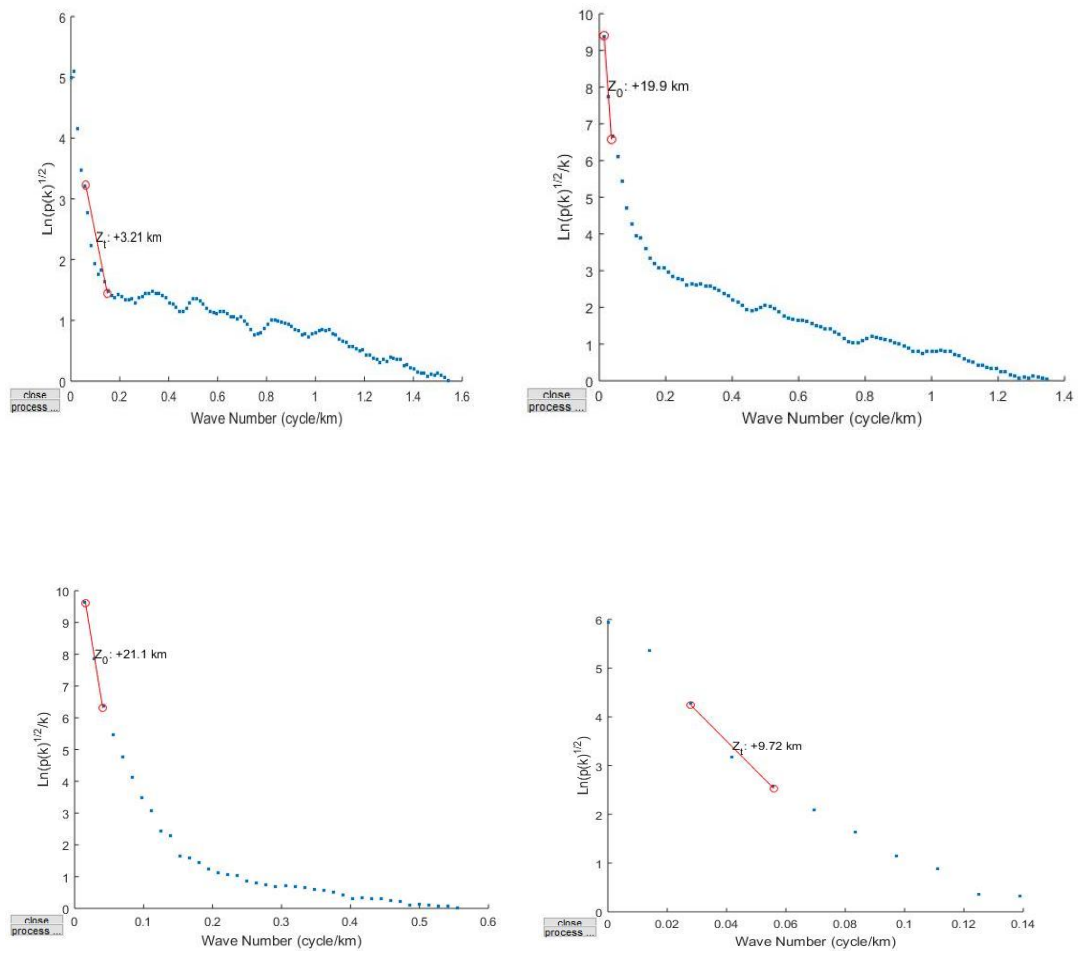 6
5
4
3
2
1
0
Ln(p(k)^1/2)
Z_t: +3.21 km
0 0.2 0.4 0.6 0.8 1 1.2 1.4 1.6
Wave Number (cycle/km)
close
process ...
10
9
8
7
6
5
4
3
2
1
0
Ln(p(k)^1/2/k)
Z_0: +19.9 km
0 0.2 0.4 0.6 0.8 1 1.2 1.4
Wave Number (cycle/km)
close
process ...
10
9
8
7
6
5
4
3
2
1
0
Ln(p(k)^1/2/k)
Z_0: +21.1 km
0 0.1 0.2 0.3 0.4 0.5 0.6
Wave Number (cycle/km)
close
process ...
6
5
4
3
2
1
0
Ln(p(k)^1/2)
Z_t: +9.72 km
0 0.02 0.04 0.06 0.08 0.1 0.12 0.14
Wave Number (cycle/km)
close
process ...